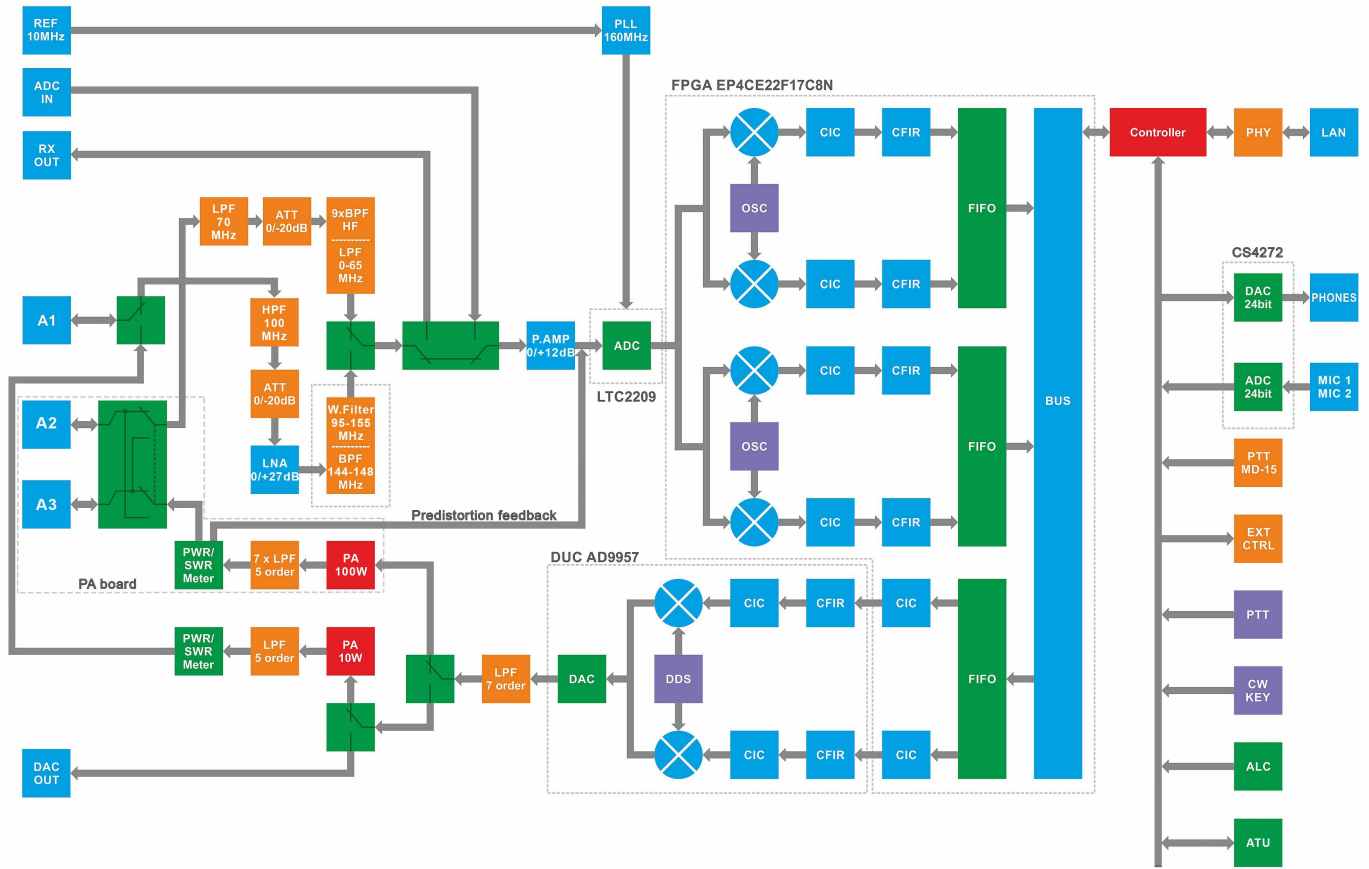 REF
10MHz
PLL
160MHz
ADC
IN
RX
OUT
FPGA EP4CE22F17C8N
CIC
CFIR
OSC
FIFO
CIC
CFIR
BUS
Controller
PHY
LAN
LPF
70
MHz
ATT
0/-20dB
9xBPF
HF
----------
LPF
0-65
MHz
A1
HPF
100
MHz
ATT
0/-20dB
LNA
0/+27dB
W.Filter
95-155
MHz
----------
BPF
144-148
MHz
P.AMP
0/+12dB
ADC
LTC2209
CIC
CFIR
OSC
FIFO
CIC
CFIR
CS4272
DAC
24bit
PHONES
ADC
24bit
MIC 1
MIC 2
A2
A3
Predistortion feedback
PWR/
SWR
Meter
7 x LPF
5 order
PA
100W
PA board
PWR/
SWR
Meter
LPF
5 order
PA
10W
LPF
7 order
DUC AD9957
DAC
DDS
CIC
CFIR
CIC
FIFO
CIC
CFIR
CIC
DAC
OUT
PTT
MD-15
EXT
CTRL
PTT
CW
KEY
ALC
ATU